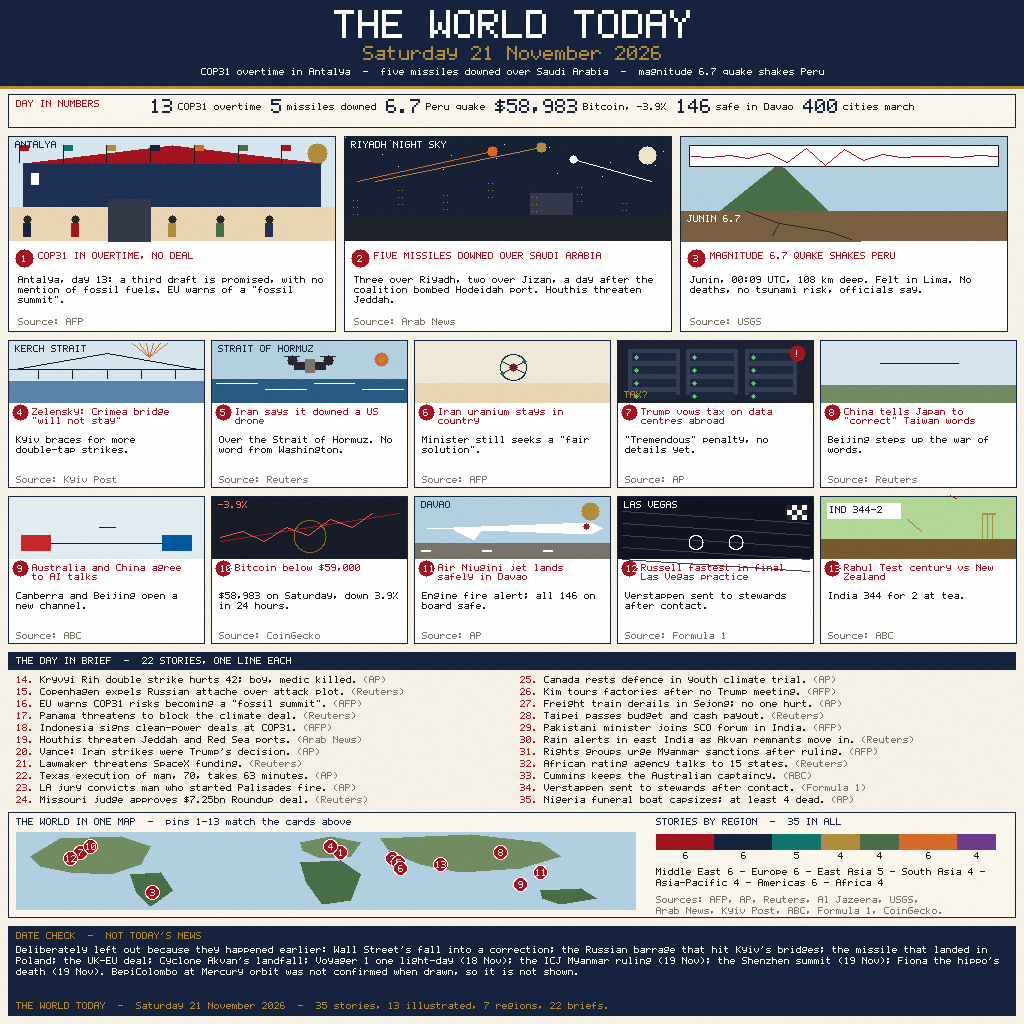 THE WORLD TODAY
Saturday 21 November 2026
COP31 overtime in Antalya - five missiles downed over Saudi Arabia - magnitude 6.7 quake shakes Peru
DAY IN NUMBERS
13 COP31 overtime 5 missiles downed 6.7 Peru quake $58,983 Bitcoin, -3.9% 146 safe in Davao 400 cities march
ANTALYA
1 COP31 IN OVERTIME, NO DEAL
Antalya, day 13: a third draft is promised, with no
mention of fossil fuels. EU warns of a "fossil
summit".
Source: AFP
RIYADH NIGHT SKY
2 FIVE MISSILES DOWNED OVER SAUDI ARABIA
Three over Riyadh, two over Jizan, a day after the
coalition bombed Hodeidah port. Houthis threaten
Jeddah.
Source: Arab News
JUNIN 6.7
3 MAGNITUDE 6.7 QUAKE SHAKES PERU
Junin, 00:09 UTC, 108 km deep. Felt in Lima. No
deaths, no tsunami risk, officials say.
Source: USGS
KERCH STRAIT
4 Zelensky: Crimea bridge
"will not stay"
Kyiv braces for more
double-tap strikes.
Source: Kyiv Post
STRAIT OF HORMUZ
5 Iran says it downed a US
drone
Over the Strait of Hormuz. No
word from Washington.
Source: Reuters
6 Iran uranium stays in
country
Minister still seeks a "fair
solution".
Source: AFP
!
TAX?
7 Trump vows tax on data
centres abroad
"Tremendous" penalty, no
details yet.
Source: AP
8 China tells Japan to
"correct" Taiwan words
Beijing steps up the war of
words.
Source: Reuters
9 Australia and China agree
to AI talks
Canberra and Beijing open a
new channel.
Source: ABC
-3.9%
10 Bitcoin below $59,000
$58,983 on Saturday, down 3.9%
in 24 hours.
Source: CoinGecko
DAVAO
11 Air Niugini jet lands
safely in Davao
Engine fire alert; all 146 on
board safe.
Source: AP
LAS VEGAS
12 Russell fastest in final
Las Vegas practice
Verstappen sent to stewards
after contact.
Source: Formula 1
IND 344-2
13 Rahul Test century vs New
Zealand
India 344 for 2 at tea.
Source: ABC
THE DAY IN BRIEF - 22 STORIES, ONE LINE EACH
14. Kryvyi Rih double strike hurts 42; boy, medic killed. (AP)
15. Copenhagen expels Russian attache over attack plot. (Reuters)
16. EU warns COP31 risks becoming a "fossil summit". (AFP)
17. Panama threatens to block the climate deal. (Reuters)
18. Indonesia signs clean-power deals at COP31. (AFP)
19. Houthis threaten Jeddah and Red Sea ports. (Arab News)
20. Vance: Iran strikes were Trump's decision. (AP)
21. Lawmaker threatens SpaceX funding. (Reuters)
22. Texas execution of man, 70, takes 63 minutes. (AP)
23. LA jury convicts man who started Palisades fire. (AP)
24. Missouri judge approves $7.25bn Roundup deal. (Reuters)
25. Canada rests defence in youth climate trial. (AP)
26. Kim tours factories after no Trump meeting. (AFP)
27. Freight train derails in Sejong; no one hurt. (AP)
28. Taipei passes budget and cash payout. (Reuters)
29. Pakistani minister joins SCO forum in India. (AFP)
30. Rain alerts in east India as Akvan remnants move in. (Reuters)
31. Rights groups urge Myanmar sanctions after ruling. (AFP)
32. African rating agency talks to 15 states. (Reuters)
33. Cummins keeps the Australian captaincy. (ABC)
34. Verstappen sent to stewards after contact. (Formula 1)
35. Nigeria funeral boat capsizes; at least 4 dead. (AP)
THE WORLD IN ONE MAP - pins 1-13 match the cards above
12 7 10 3 4 1 6 13 8 9 11
STORIES BY REGION - 35 IN ALL
6 6 5 4 4 6 4
Middle East 6 - Europe 6 - East Asia 5 - South Asia 4 -
Asia-Pacific 4 - Americas 6 - Africa 4
Sources: AFP, AP, Reuters, Al Jazeera, USGS,
Arab News, Kyiv Post, ABC, Formula 1, CoinGecko.
DATE CHECK - NOT TODAY'S NEWS
Deliberately left out because they happened earlier: Wall Street's fall into a correction; the Russian barrage that hit Kyiv's bridges; the missile that landed in
Poland; the UK-EU deal; Cyclone Akvan's landfall; Voyager 1 one light-day (18 Nov); the ICJ Myanmar ruling (19 Nov); the Shenzhen summit (19 Nov); Fiona the hippo's
death (19 Nov). BepiColombo at Mercury orbit was not confirmed when drawn, so it is not shown.
THE WORLD TODAY - Saturday 21 November 2026 - 35 stories, 13 illustrated, 7 regions, 22 briefs.